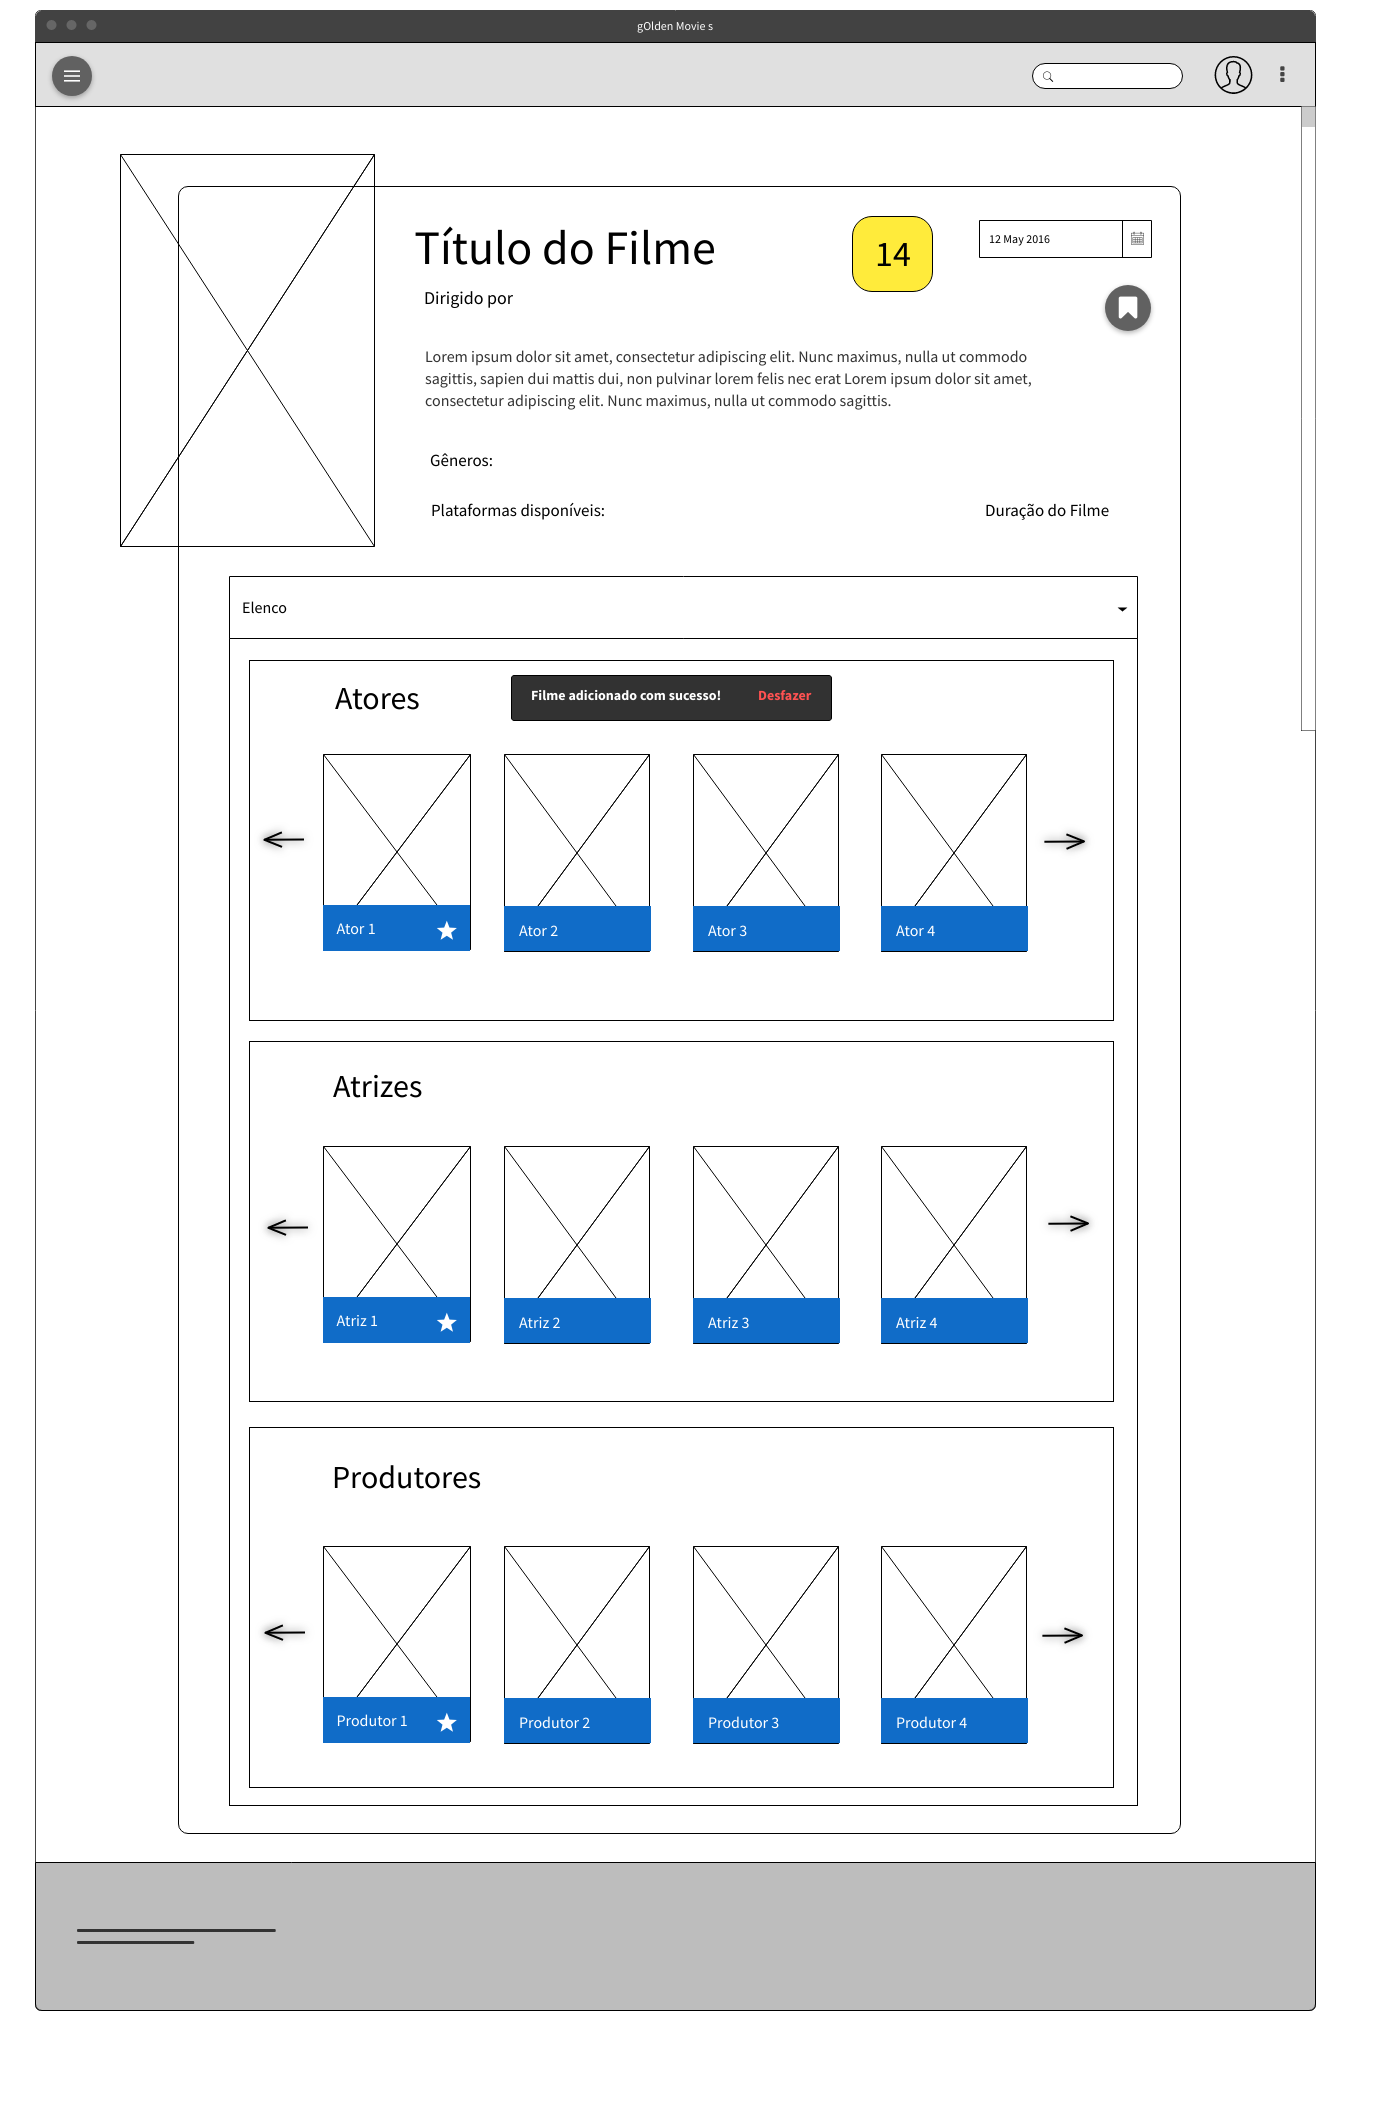 gOlden Movie s
Título do Filme
14
12 May 2016
Dirigido por
Lorem ipsum dolor sit amet, consectetur adipiscing elit. Nunc maximus, nulla ut commodo
sagittis, sapien dui mattis dui, non pulvinar lorem felis nec erat Lorem ipsum dolor sit amet,
consectetur adipiscing elit. Nunc maximus, nulla ut commodo sagittis.
Gêneros:
Plataformas disponíveis:
Duração do Filme
Elenco
Atores
Filme adicionado com sucesso! Desfazer
Ator 1
Ator 2
Ator 3
Ator 4
Atrizes
Atriz 1
Atriz 2
Atriz 3
Atriz 4
Produtores
Produtor 1
Produtor 2
Produtor 3
Produtor 4